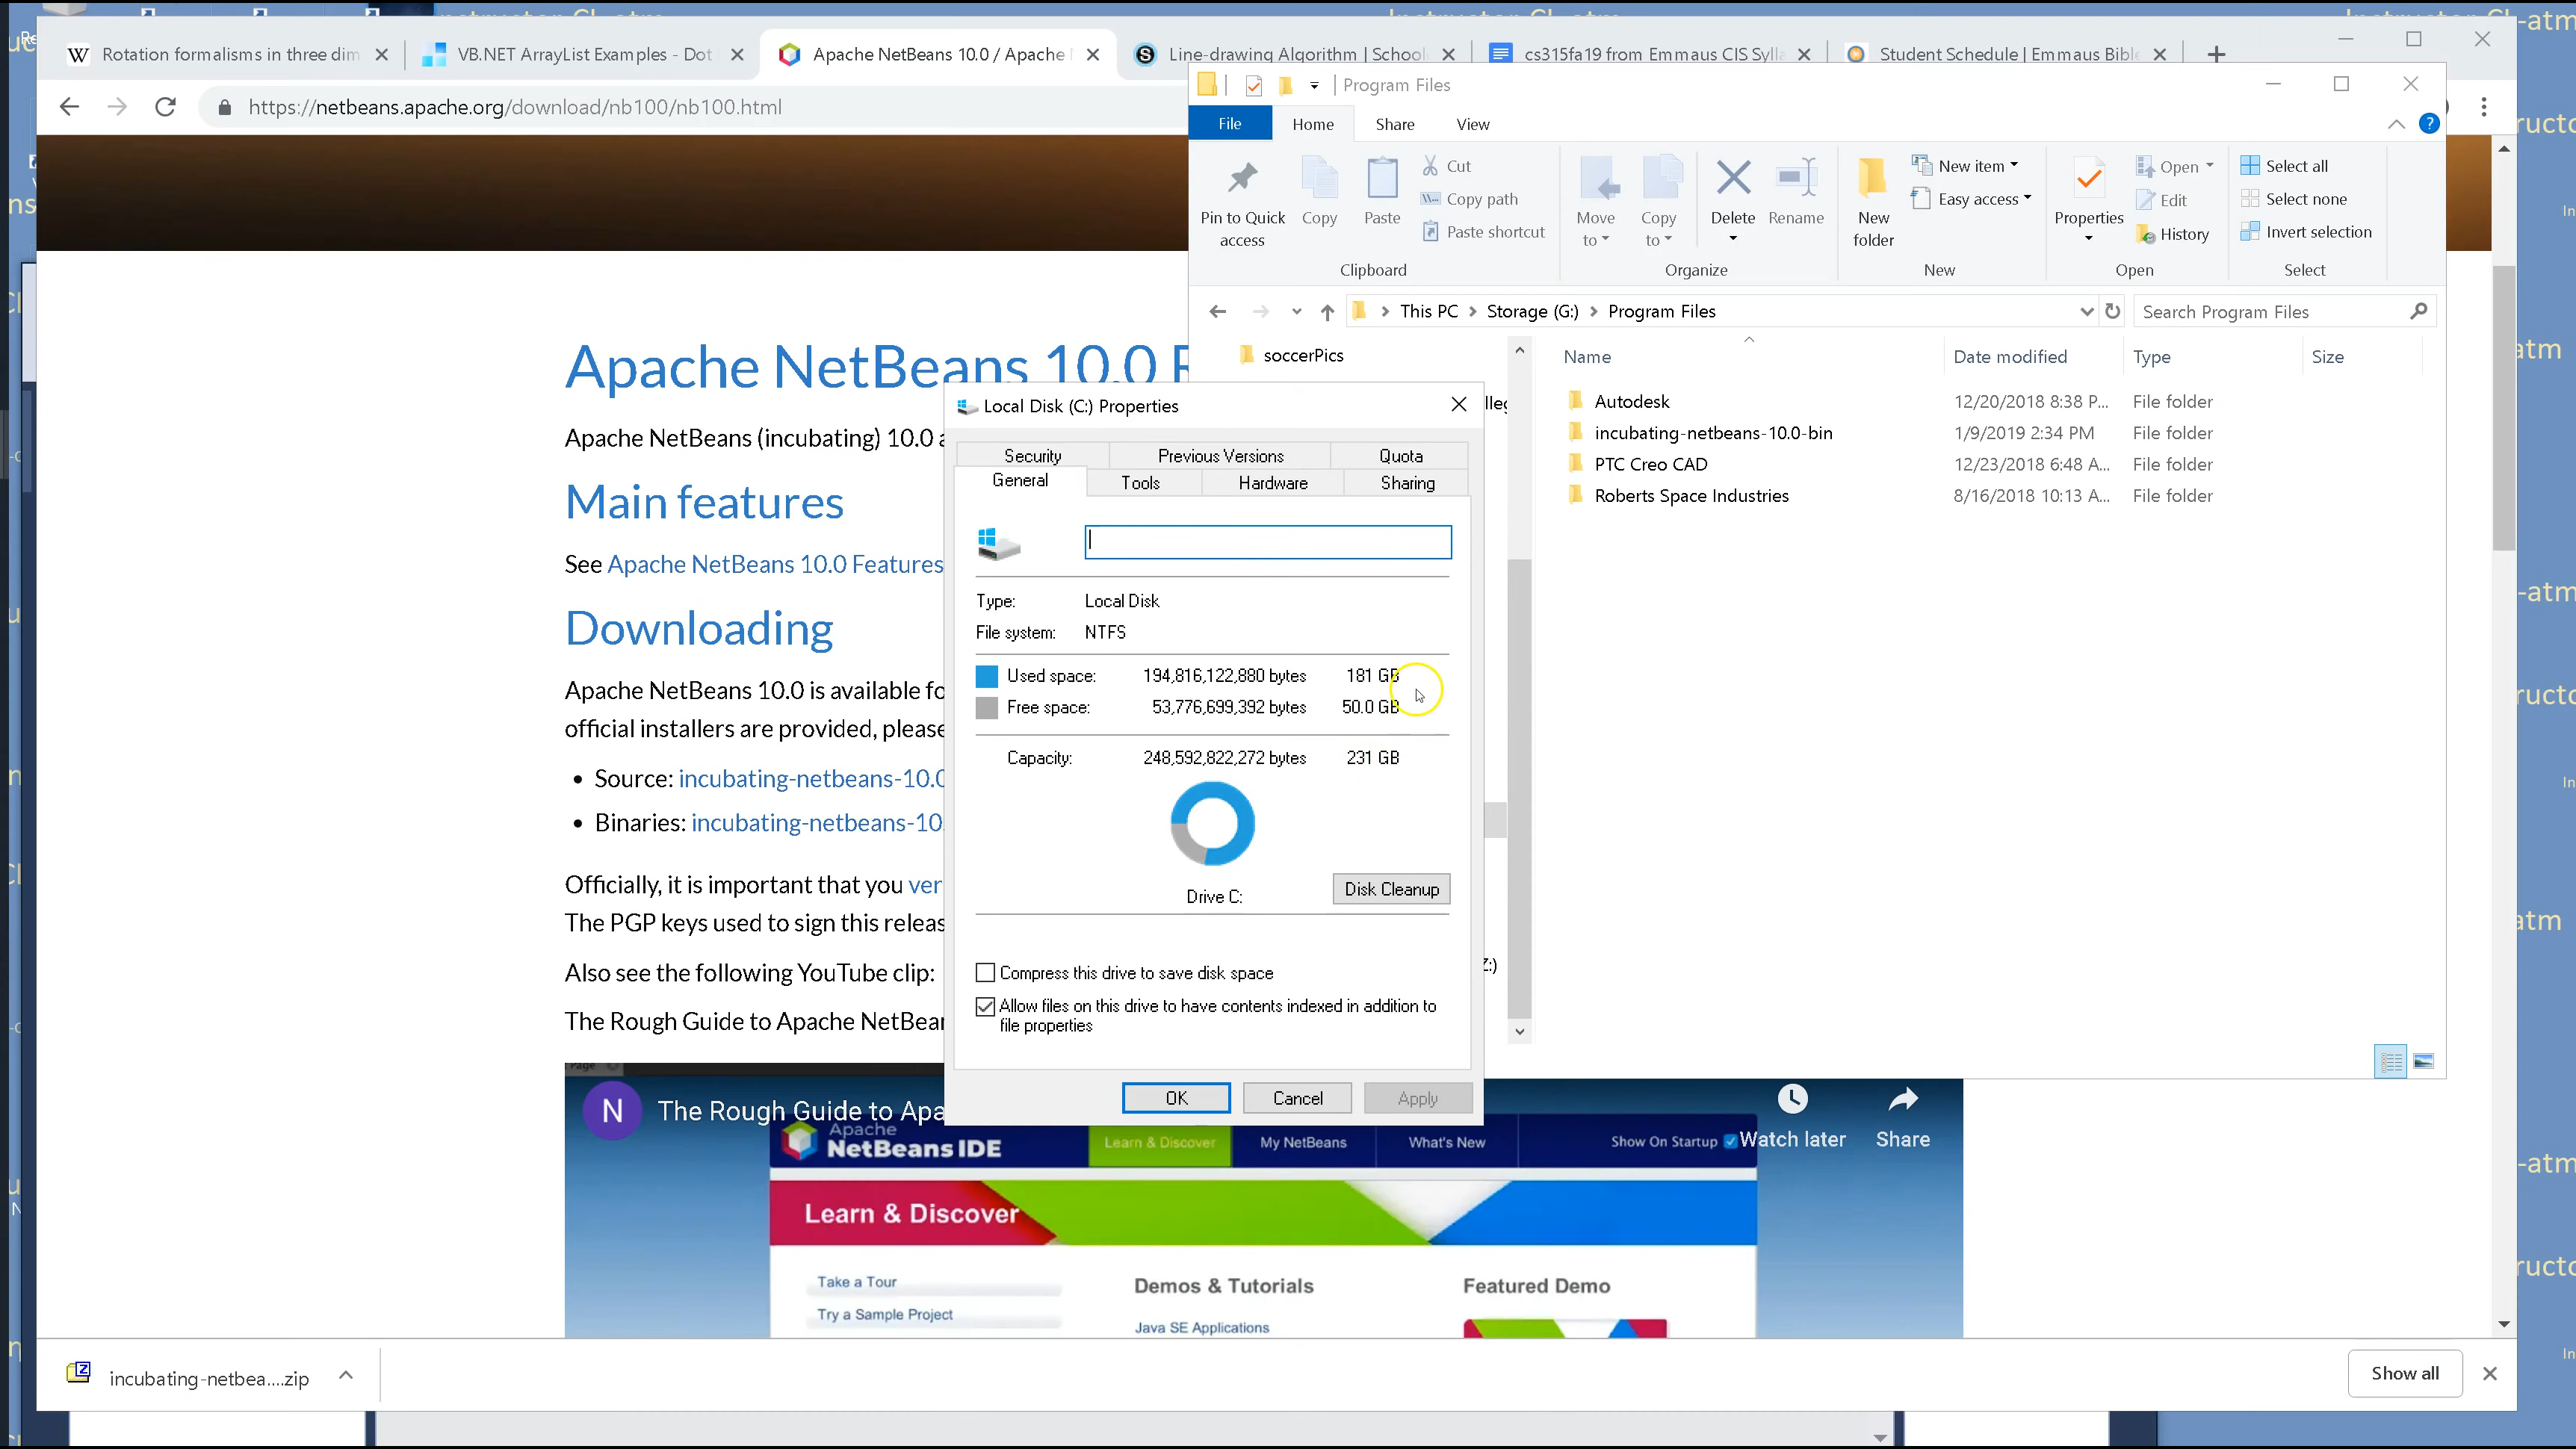 Rotation formalisms in three dim
VB.NET ArrayList Examples - Dot
Apache NetBeans 10.0 / Apache
Line-drawing Algorithm | School
cs315fa19 from Emmaus CIS Sylla
Student Schedule | Emmaus Bible
https://netbeans.apache.org/download/nb100/nb100.html
Program Files
File
Home
Share
View
Pin to Quick access
Copy
Paste
Cut
Copy path
Paste shortcut
Move to
Copy to
Delete
Rename
New folder
New item
Easy access
Properties
Open
Edit
History
Select all
Select none
Invert selection
Clipboard
Organize
New
Open
Select
This PC > Storage (G:) > Program Files
Search Program Files
soccerPics
Name
Date modified
Type
Size
Autodesk 12/20/2018 8:38 P... File folder
incubating-netbeans-10.0-bin 1/9/2019 2:34 PM File folder
PTC Creo CAD 12/23/2018 6:48 A... File folder
Roberts Space Industries 8/16/2018 10:13 A... File folder
Apache NetBeans 10.0
Apache NetBeans (incubating) 10.0
Main features
See Apache NetBeans 10.0 Features
Downloading
Apache NetBeans 10.0 is available
official installers are provided, please
Source: incubating-netbeans-10.0
Binaries: incubating-netbeans-10
Officially, it is important that you
The PGP keys used to sign this
Also see the following YouTube clip:
The Rough Guide to Apache
Local Disk (C:) Properties
Security
Previous Versions
Quota
General
Tools
Hardware
Sharing
Type: Local Disk
File system: NTFS
Used space: 194,816,122,880 bytes 181 GB
Free space: 53,776,699,392 bytes 50.0 GB
Capacity: 248,592,822,272 bytes 231 GB
Drive C:
Disk Cleanup
Compress this drive to save disk space
Allow files on this drive to have contents indexed in addition to
file properties
OK
Cancel
Apply
Z:)
N
The Rough Guide to Apa
Watch later
Share
Apache
NetBeans IDE
Learn & Discover
My NetBeans
What's New
Show On Startup
Learn & Discover
Take a Tour
Try a Sample Project
Demos & Tutorials
Java SE Applications
Featured Demo
incubating-netbea....zip
Show all